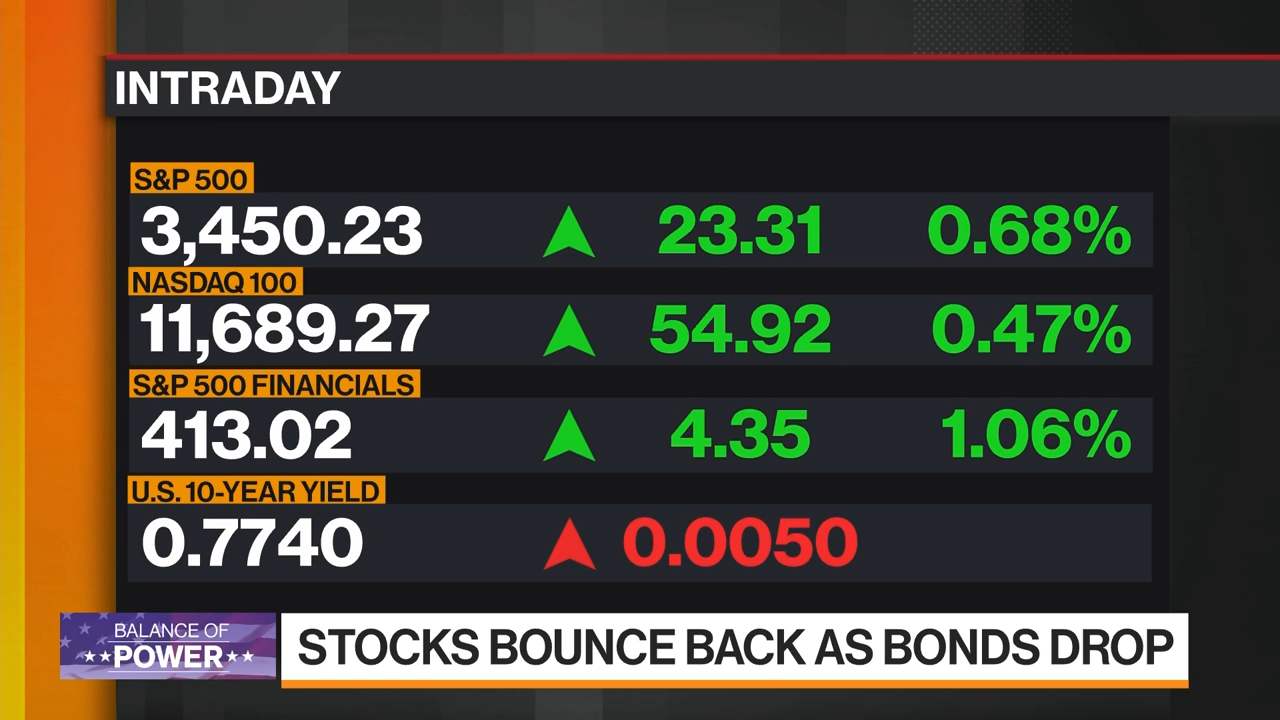 INTRADAY
S&P 500
3,450.23 ▲ 23.31 0.68%
NASDAQ 100
11,689.27 ▲ 54.92 0.47%
S&P 500 FINANCIALS
413.02 ▲ 4.35 1.06%
U.S. 10-YEAR YIELD
0.7740 ▲ 0.0050
BALANCE OF
★★POWER★★
STOCKS BOUNCE BACK AS BONDS DROP